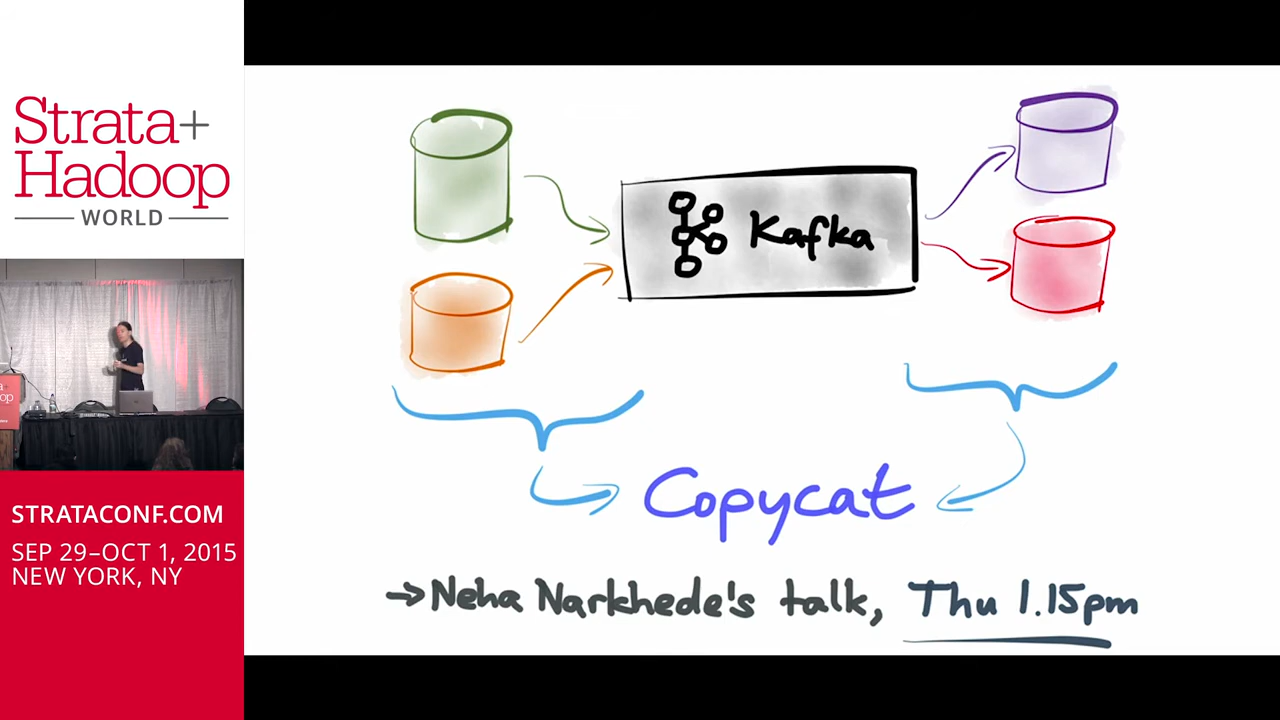 Strata+
Hadoop
WORLD
STRATACONF.COM
SEP 29–OCT 1, 2015
NEW YORK, NY
Kafka
Copycat
→Neha Narkhede's talk, Thu 1.15pm